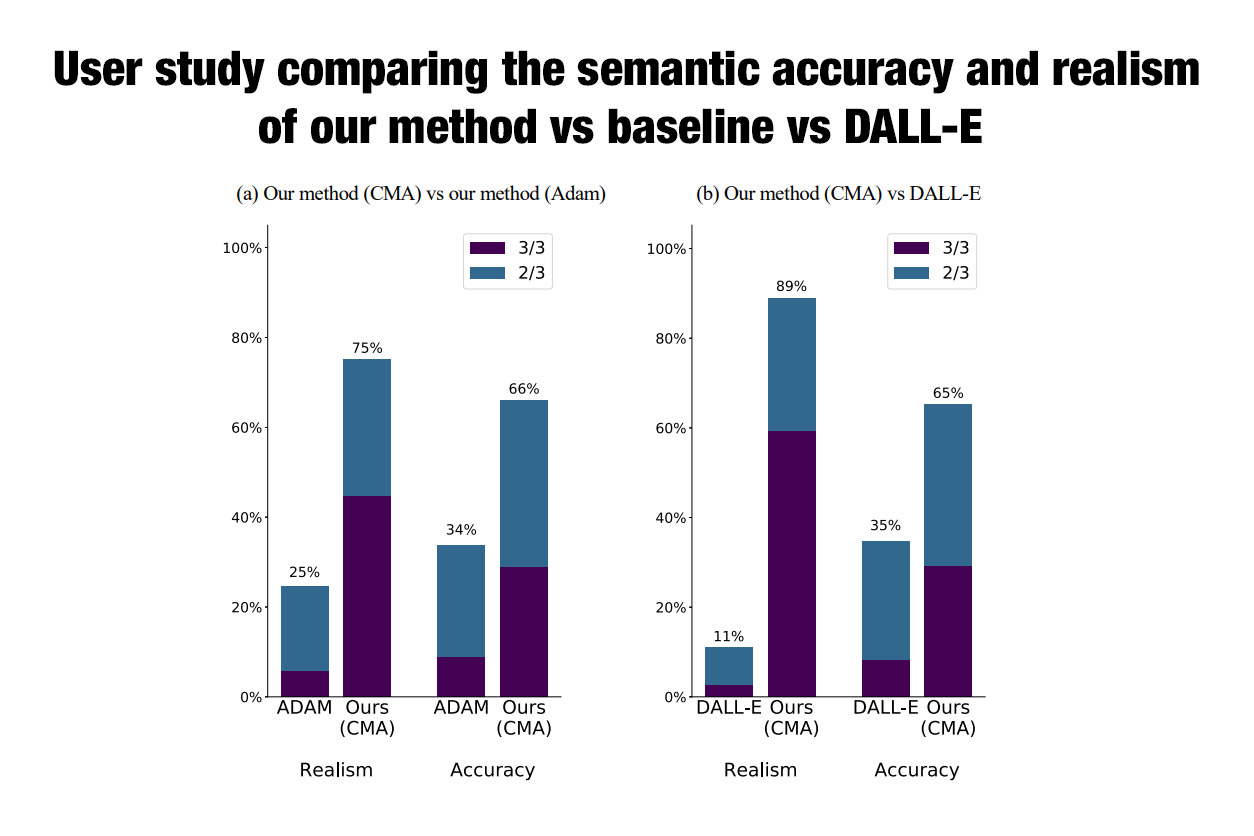 User study comparing the semantic accuracy and realism
of our method vs baseline vs DALL-E
(a) Our method (CMA) vs our method (Adam)
100%
80%
60%
40%
20%
0%
3/3
2/3
25%
75%
34%
66%
ADAM Ours (CMA)
ADAM Ours (CMA)
Realism
Accuracy
(b) Our method (CMA) vs DALL-E
100%
80%
60%
40%
20%
0%
3/3
2/3
11%
89%
35%
65%
DALL-E Ours (CMA)
DALL-E Ours (CMA)
Realism
Accuracy